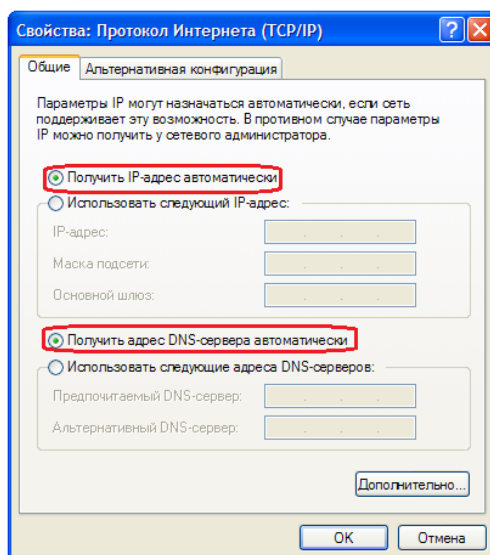 Свойства: Протокол Интернета (TCP/IP)
Общие
Альтернативная конфигурация
Параметры IP могут назначаться автоматически, если сеть
поддерживает эту возможность. В противном случае параметры
IP можно получить у сетевого администратора.
Получить IP-адрес автоматически
Использовать следующий IP-адрес:
IP-адрес:
Маска подсети:
Основной шлюз:
Получить адрес DNS-сервера автоматически
Использовать следующие адреса DNS-серверов:
Предпочитаемый DNS-сервер:
Альтернативный DNS-сервер:
Дополнительно...
OK
Отмена